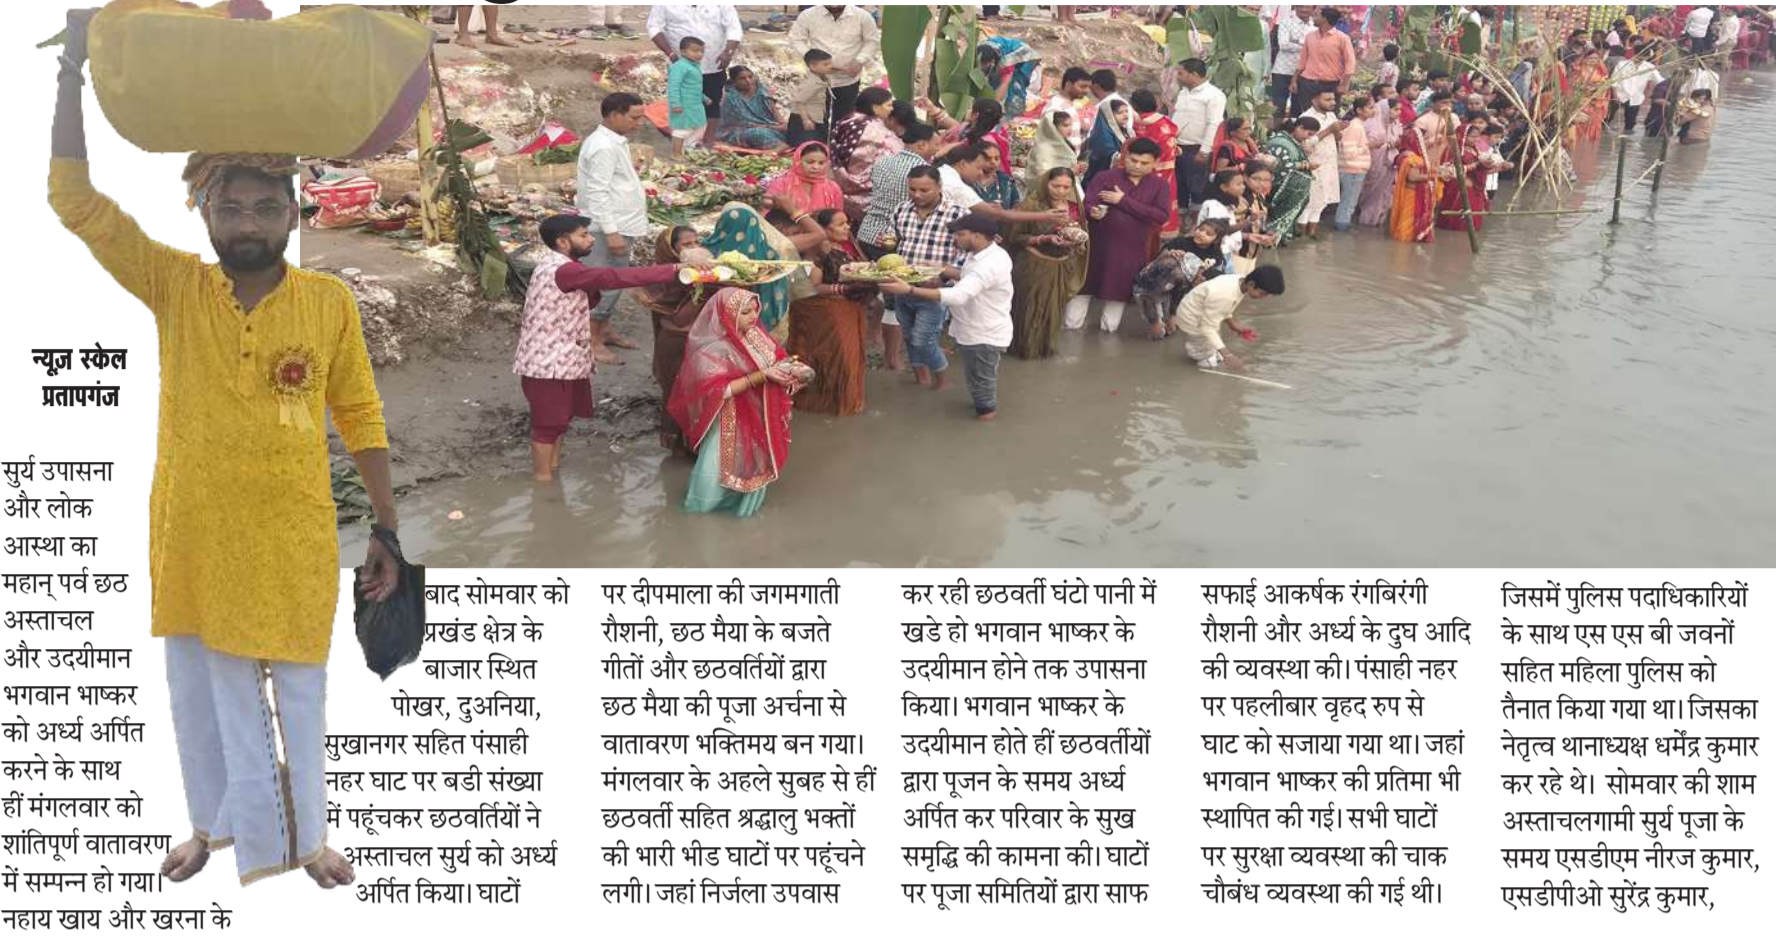 न्यूज़ स्केल
प्रतापगंज
सुर्य उपासना
और लोक
आस्था का
महान् पर्व छठ
अस्ताचल
और उदयीमान
भगवान भाष्कर
को अर्ध्य अर्पित
करने के साथ
हीं मंगलवार को
शांतिपूर्ण वातावरण
में सम्पन्न हो गया।
नहाय खाय और खरना के
बाद सोमवार को
प्रखंड क्षेत्र के
बाजार स्थित
पोखर, दुअनिया,
सुखानगर सहित पंसाही
नहर घाट पर बडी संख्या
में पहूंचकर छठवर्तियों ने
अस्ताचल सुर्य को अर्ध्य
अर्पित किया। घाटों
पर दीपमाला की जगमगाती
रौशनी, छठ मैया के बजते
गीतों और छठवर्तियों द्वारा
छठ मैया की पूजा अर्चना से
वातावरण भक्तिमय बन गया।
मंगलवार के अहले सुबह से हीं
छठवर्ती सहित श्रद्धालु भक्तों
की भारी भीड घाटों पर पहूंचने
लगी। जहां निर्जला उपवास
कर रही छठवर्ती घंटो पानी में
खडे हो भगवान भाष्कर के
उदयीमान होने तक उपासना
किया। भगवान भाष्कर के
उदयीमान होते हीं छठवर्तीयों
द्वारा पूजन के समय अर्ध्य
अर्पित कर परिवार के सुख
समृद्धि की कामना की। घाटों
पर पूजा समितियों द्वारा साफ
सफाई आकर्षक रंगबिरंगी
रौशनी और अर्ध्य के दुघ आदि
की व्यवस्था की। पंसाही नहर
पर पहलीबार वृहद रुप से
घाट को सजाया गया था। जहां
भगवान भाष्कर की प्रतिमा भी
स्थापित की गई। सभी घाटों
पर सुरक्षा व्यवस्था की चाक
चौबंध व्यवस्था की गई थी।
जिसमें पुलिस पदाधिकारियों
के साथ एस एस बी जवनों
सहित महिला पुलिस को
तैनात किया गया था। जिसका
नेतृत्व थानाध्यक्ष धर्मेंद्र कुमार
कर रहे थे। सोमवार की शाम
अस्ताचलगामी सुर्य पूजा के
समय एसडीएम नीरज कुमार,
एसडीपीओ सुरेंद्र कुमार,